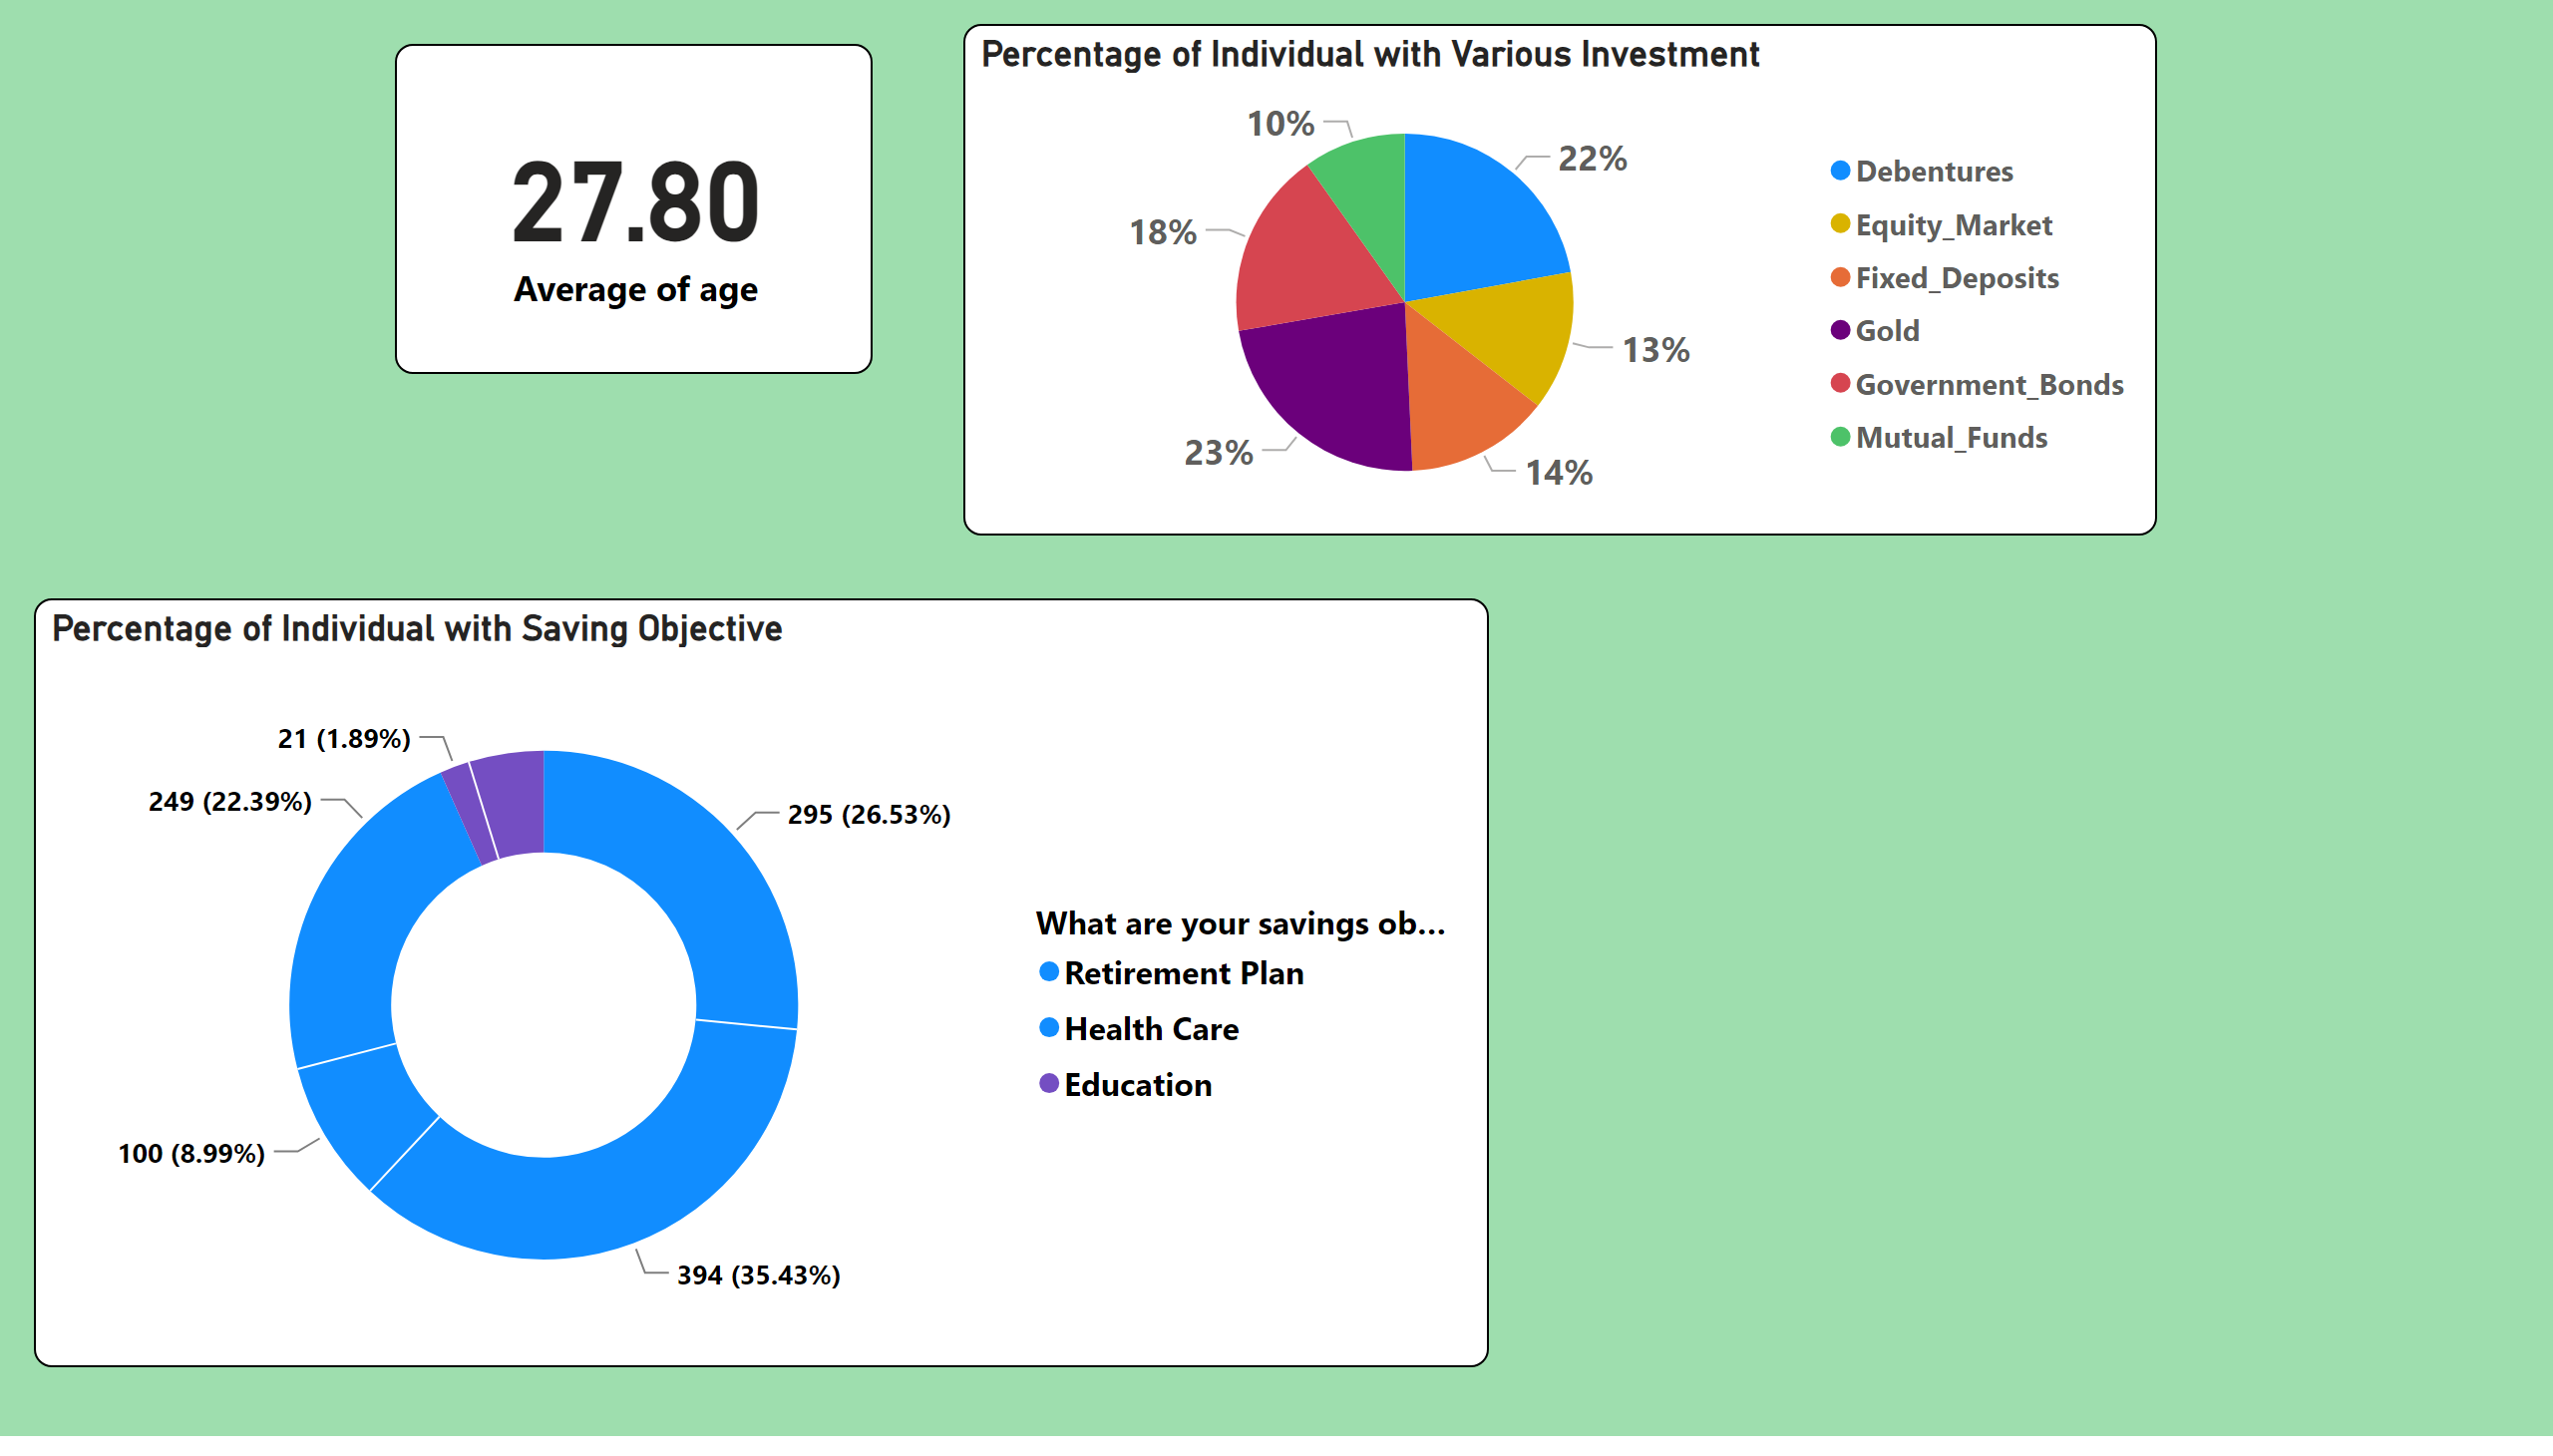 27.80
Average of age
Percentage of Individual with Various Investment
10%
22%
18%
13%
23%
14%
Debentures
Equity_Market
Fixed_Deposits
Gold
Government_Bonds
Mutual_Funds
Percentage of Individual with Saving Objective
21 (1.89%)
249 (22.39%)
295 (26.53%)
100 (8.99%)
394 (35.43%)
What are your savings ob...
Retirement Plan
Health Care
Education